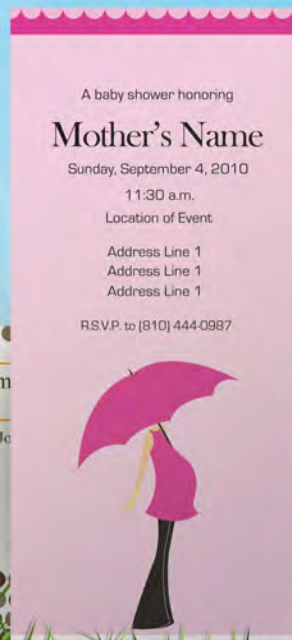 A baby shower honoring
Mother's Name
Sunday, September 4, 2010
11:30 a.m.
Location of Event
Address Line 1
Address Line 1
Address Line 1
R.S.V.P. to (810) 444-0987